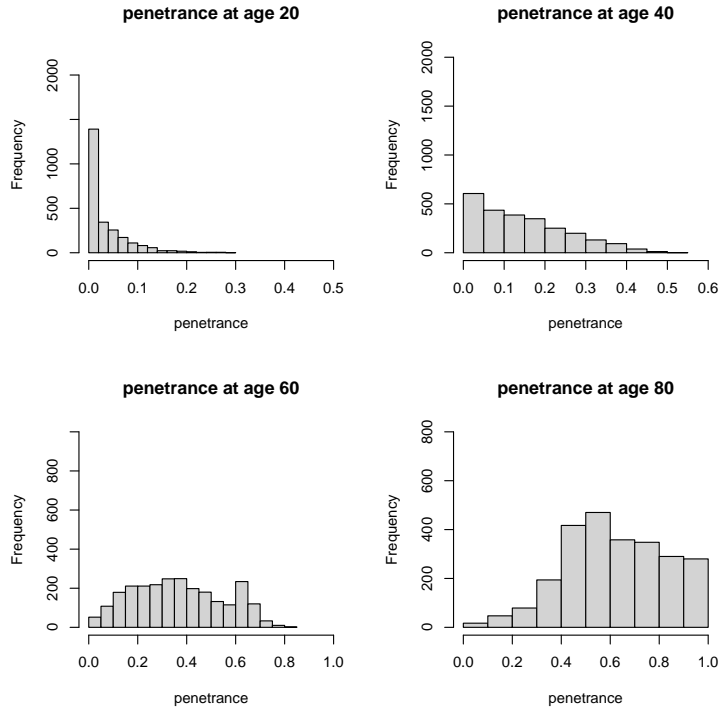 penetrance at age 20
Frequency
0 500 1000 2000
0.0 0.1 0.2 0.3 0.4 0.5
penetrance
penetrance at age 40
Frequency
0 500 1000 1500 2000
0.0 0.1 0.2 0.3 0.4 0.5 0.6
penetrance
penetrance at age 60
Frequency
0 200 400 600 800
0.0 0.2 0.4 0.6 0.8 1.0
penetrance
penetrance at age 80
Frequency
0 200 400 600 800
0.0 0.2 0.4 0.6 0.8 1.0
penetrance